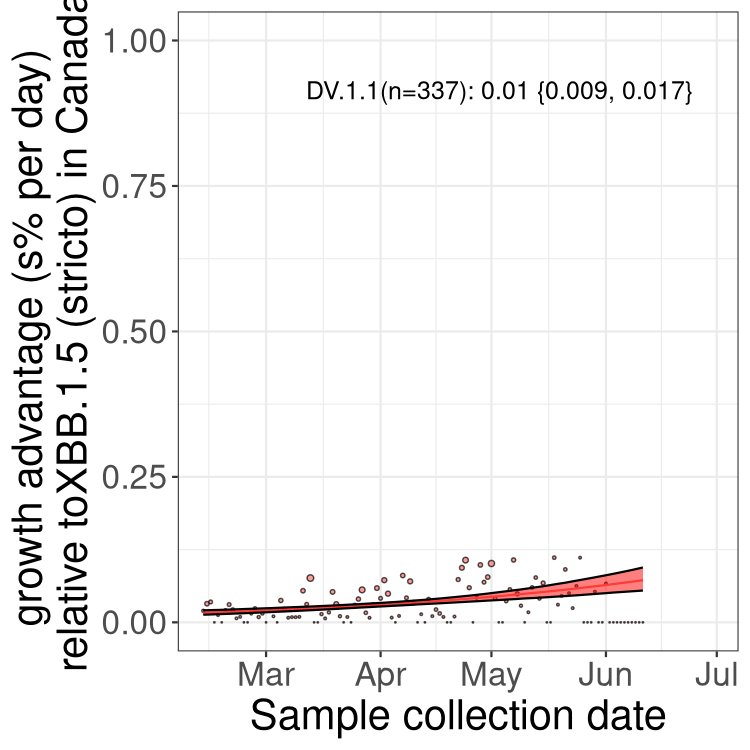 growth advantage (s% per day)
relative toXBB.1.5 (stricto) in Canada
1.00
0.75
0.50
0.25
0.00
DV.1.1(n=337): 0.01 {0.009, 0.017}
Mar Apr May Jun Jul
Sample collection date